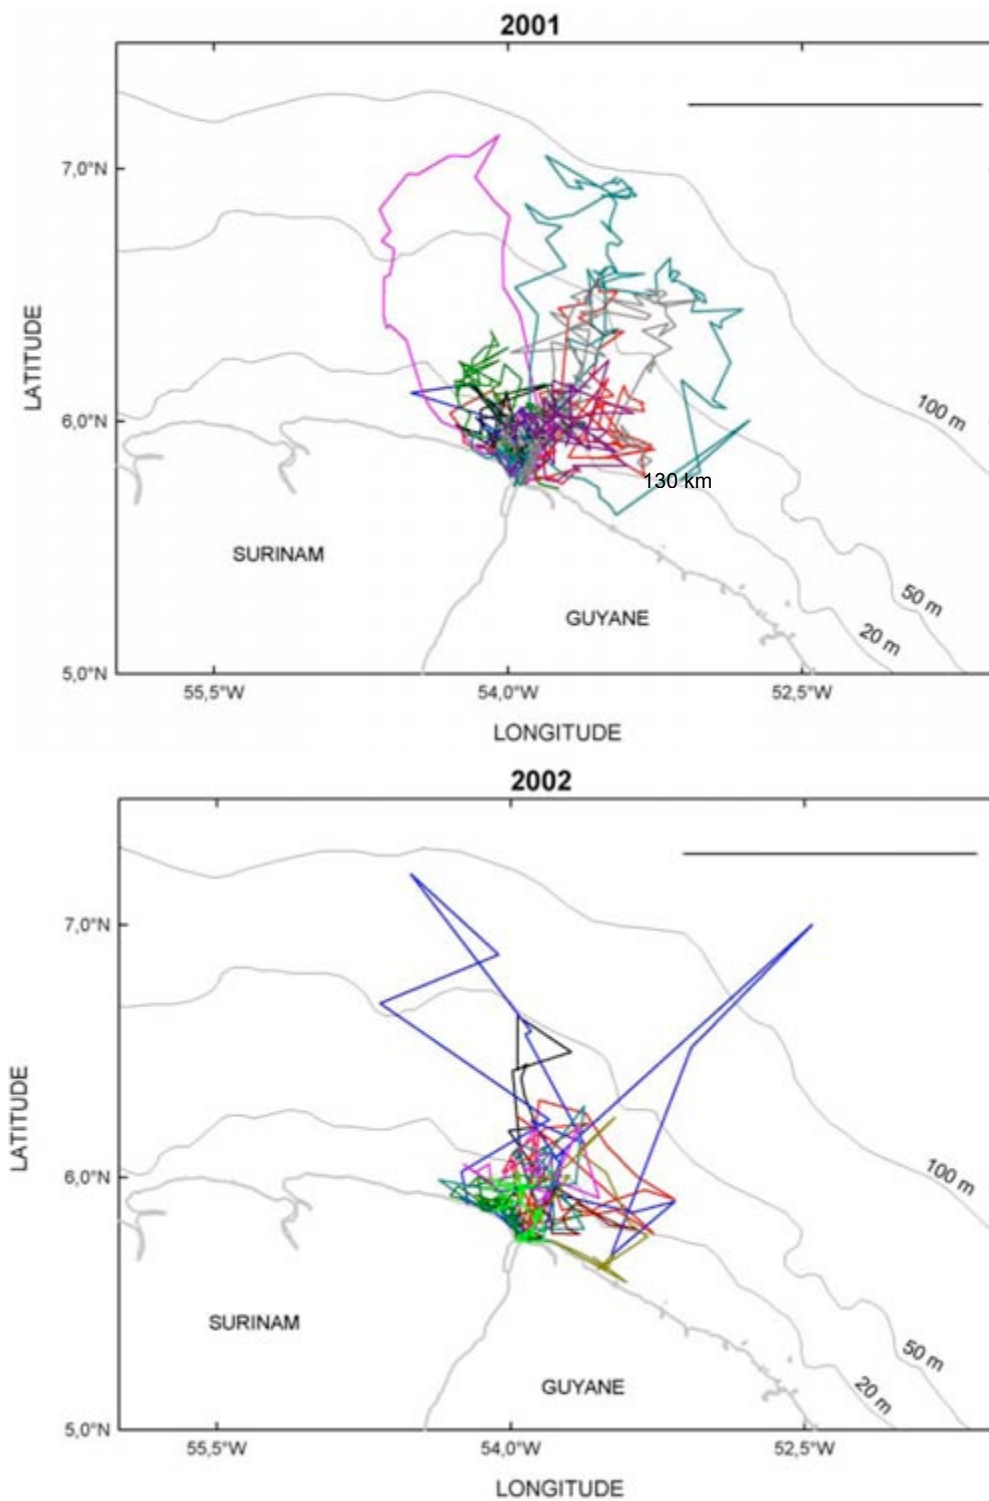 2001
7,0°N
6,0°N
5,0°N
LATITUDE
100 m
130 km
50 m
20 m
SURINAM
GUYANE
55,5°W
54,0°W
52,5°W
LONGITUDE
2002
7,0°N
6,0°N
5,0°N
LATITUDE
100 m
50 m
20 m
SURINAM
GUYANE
55,5°W
54,0°W
52,5°W
LONGITUDE